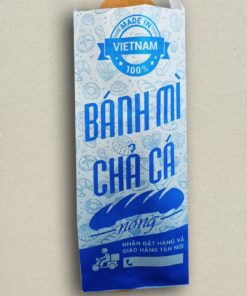 MADE IN
VIETNAM
100%
BÁNH MÌ
CHẢ CÁ
nóng
NHẬN ĐẶT HÀNG VÀ
GIAO HÀNG TẬN NƠI